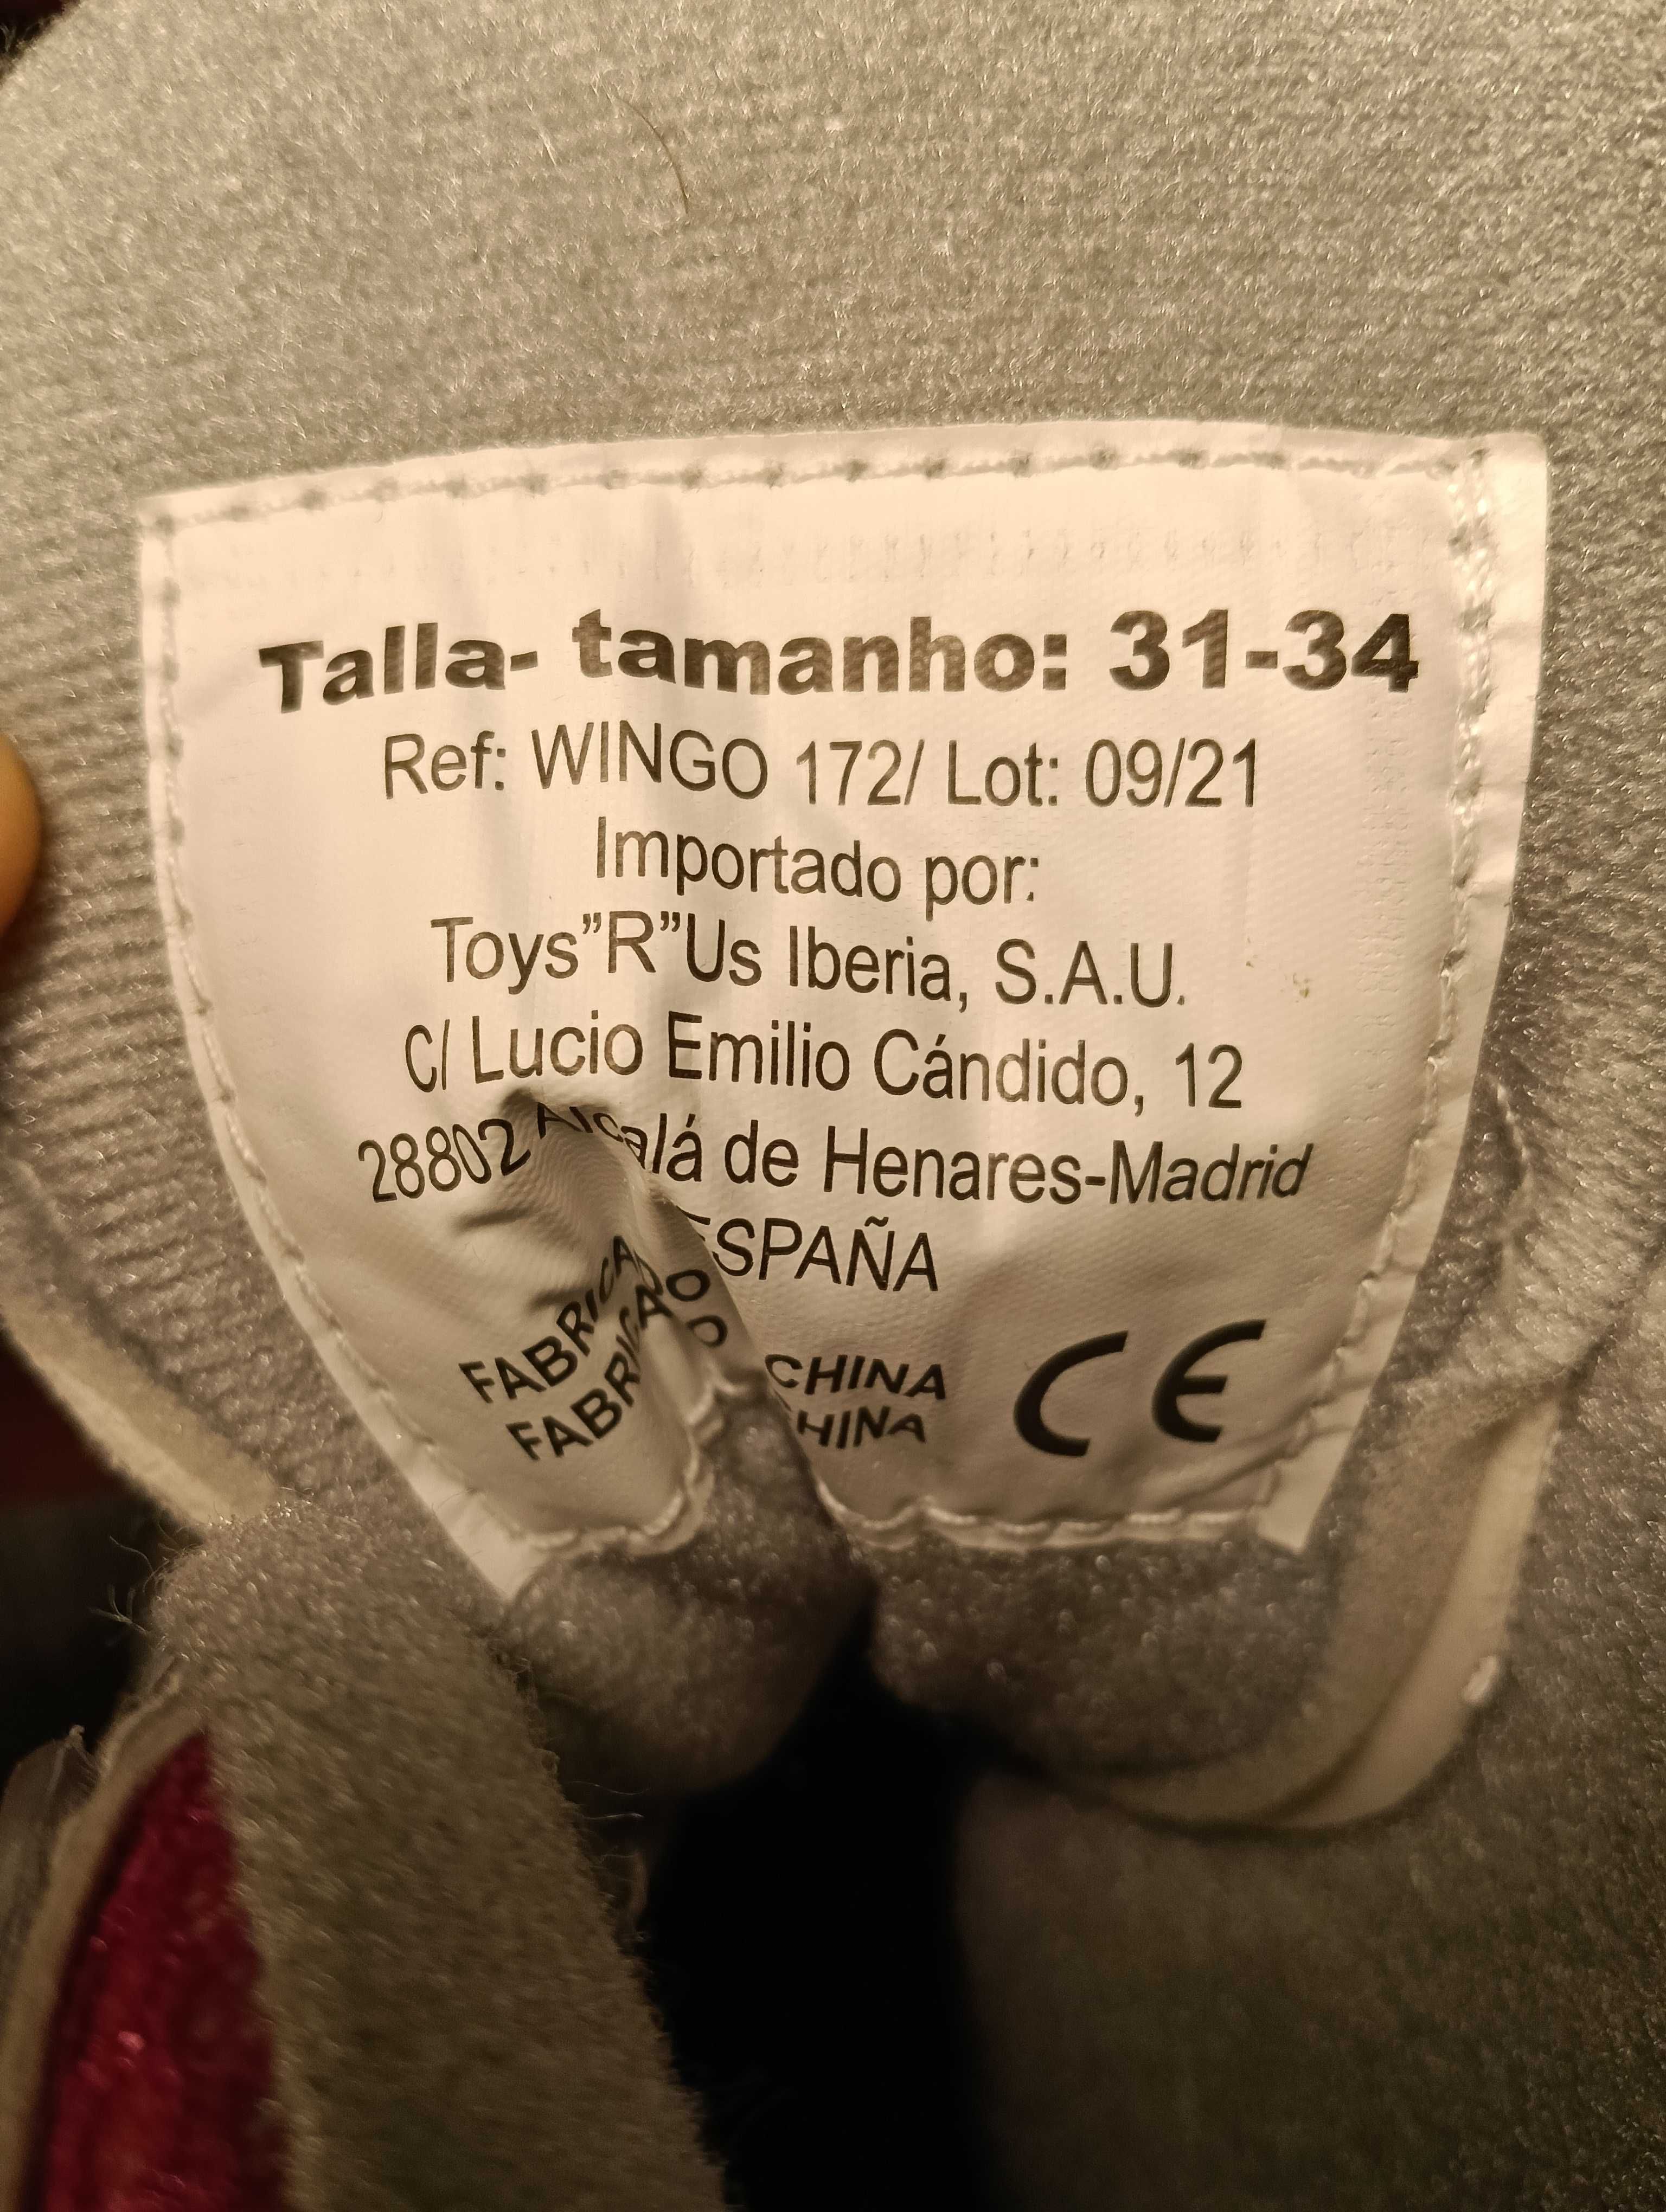 Talla- tamanho: 31-34
Ref: WINGO 172/ Lot: 09/21
Importado por:
Toys”R”Us Iberia, S.A.U.
C/ Lucio Emilio Cándido, 12
28802 Alcalá de Henares-Madrid
ESPAÑA
FABRICADO CHINA
FABRICADO CHINA
CE